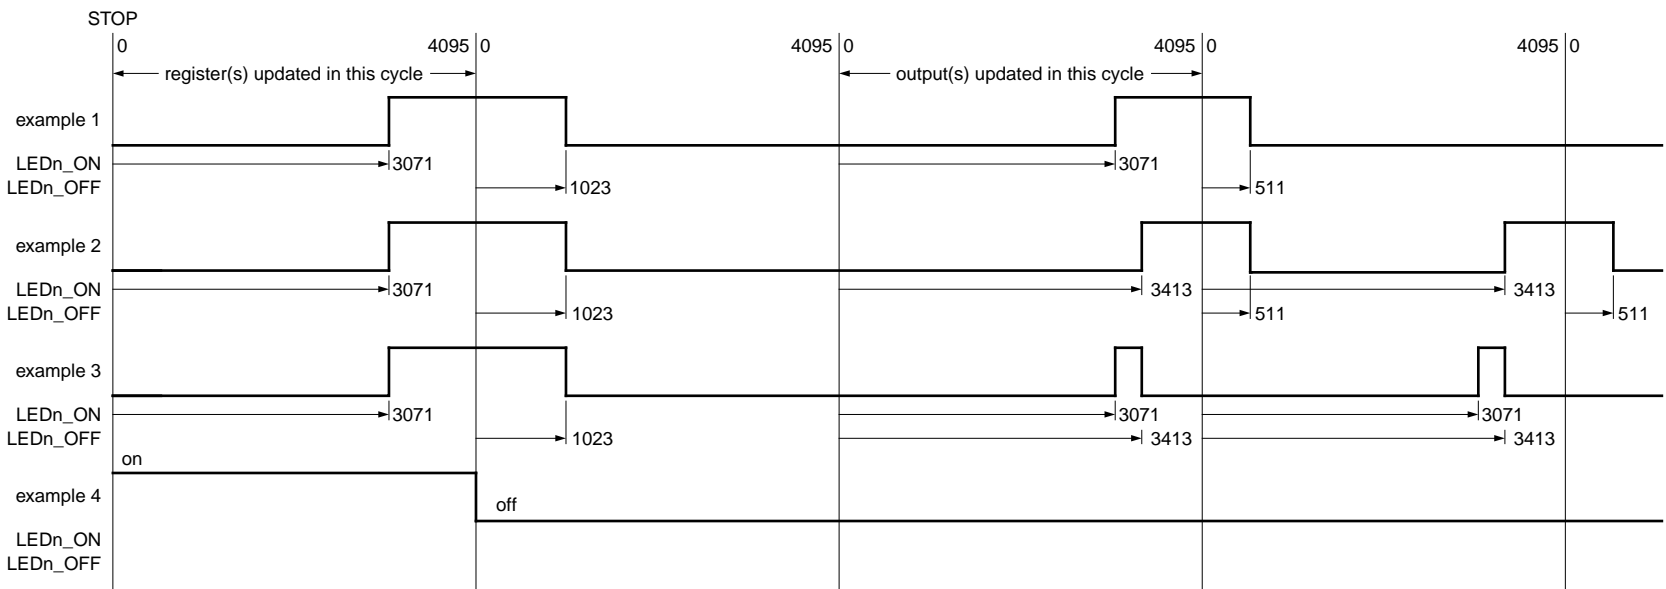 STOP
0 4095 0 4095 0 4095 0 4095 0
register(s) updated in this cycle output(s) updated in this cycle
example 1
LEDn_ON 3071 3071
LEDn_OFF 1023 511
example 2
LEDn_ON 3071 3413 3413
LEDn_OFF 1023 511 511
example 3
LEDn_ON 3071 3071 3071
LEDn_OFF 1023 3413 3413
on
example 4 off
LEDn_ON
LEDn_OFF